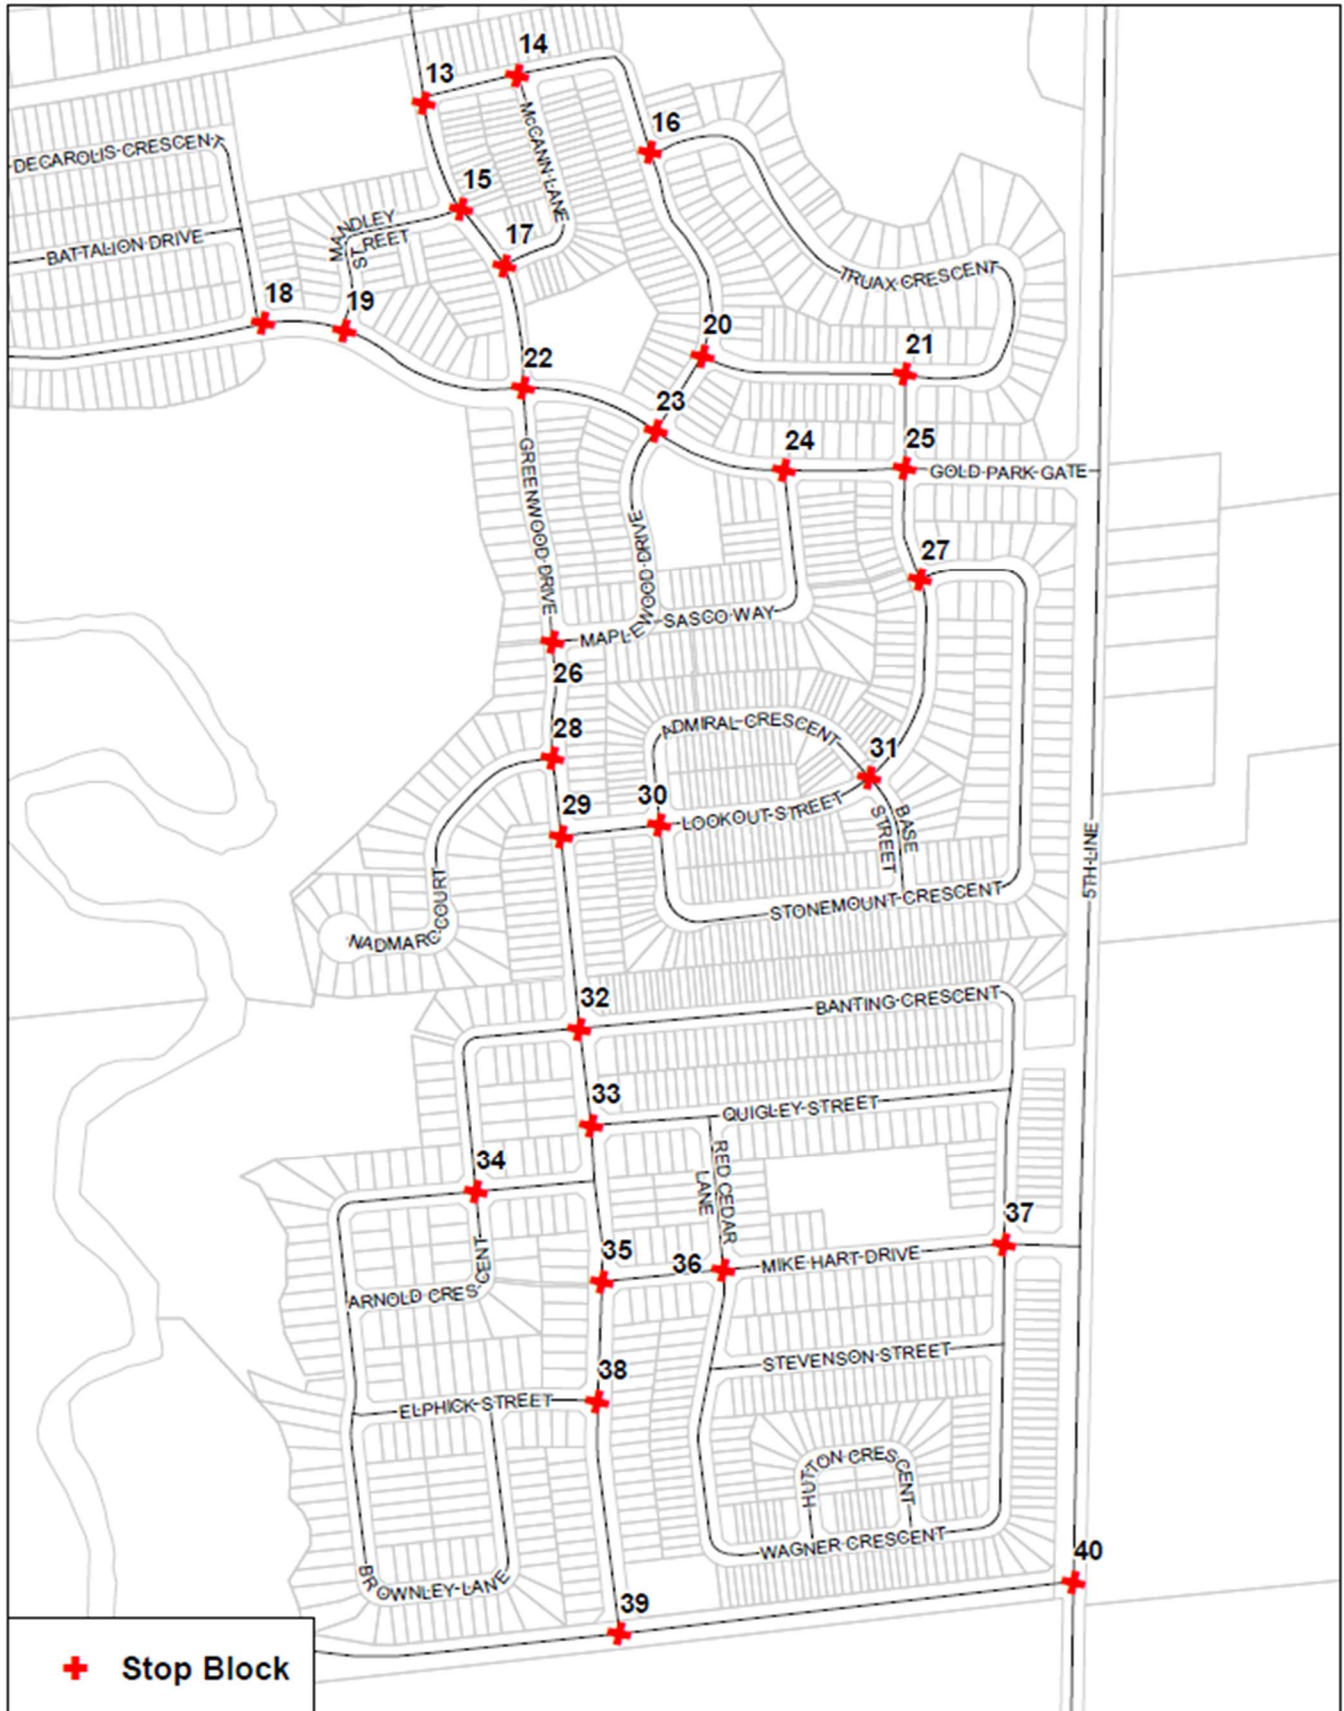 14
13
16
DECAROLIS CRESCENT
McCANN LANE
15
MANDLEY
STREET
17
BATTALION DRIVE
TRUAX CRESCENT
18
19
20
21
22
23
24
25
GOLD PARK GATE
GREENWOOD DRIVE
MAPLEWOOD DRIVE
27
SASCO WAY
26
28
ADMIRAL CRESCENT
31
29
30
LOOKOUT STREET
BASE
STREET
5TH LINE
NADMARC COURT
STONEMOUNT CRESCENT
32
BANTING CRESCENT
33
QUIGLEY STREET
34
RED CEDAR
LANE
37
35
36
MIKE HART DRIVE
ARNOLD CRESCENT
STEVENSON STREET
38
ELPHICK STREET
HUTTON CRESCENT
WAGNER CRESCENT
40
BROWNLEY LANE
39
Stop Block